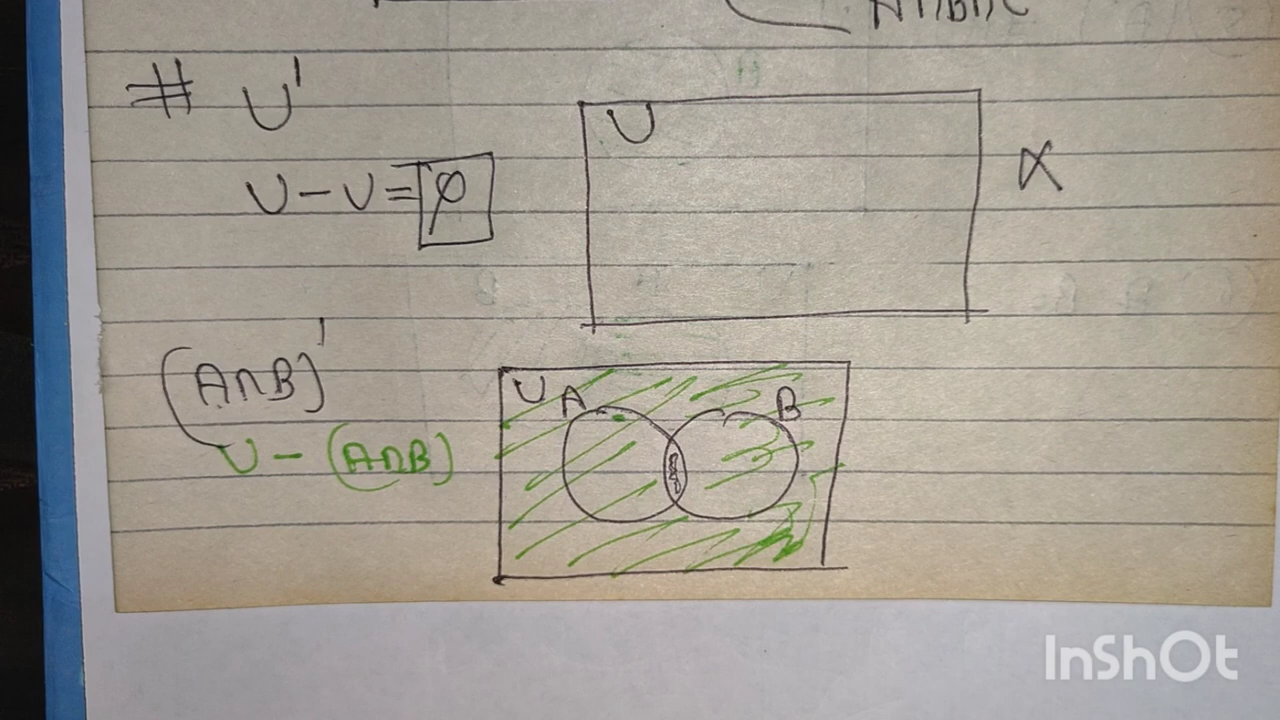 A∩B∩C
# U'
U
U - U = φ
α
(A∩B)'
U A B
U - (A∩B)
InShOt